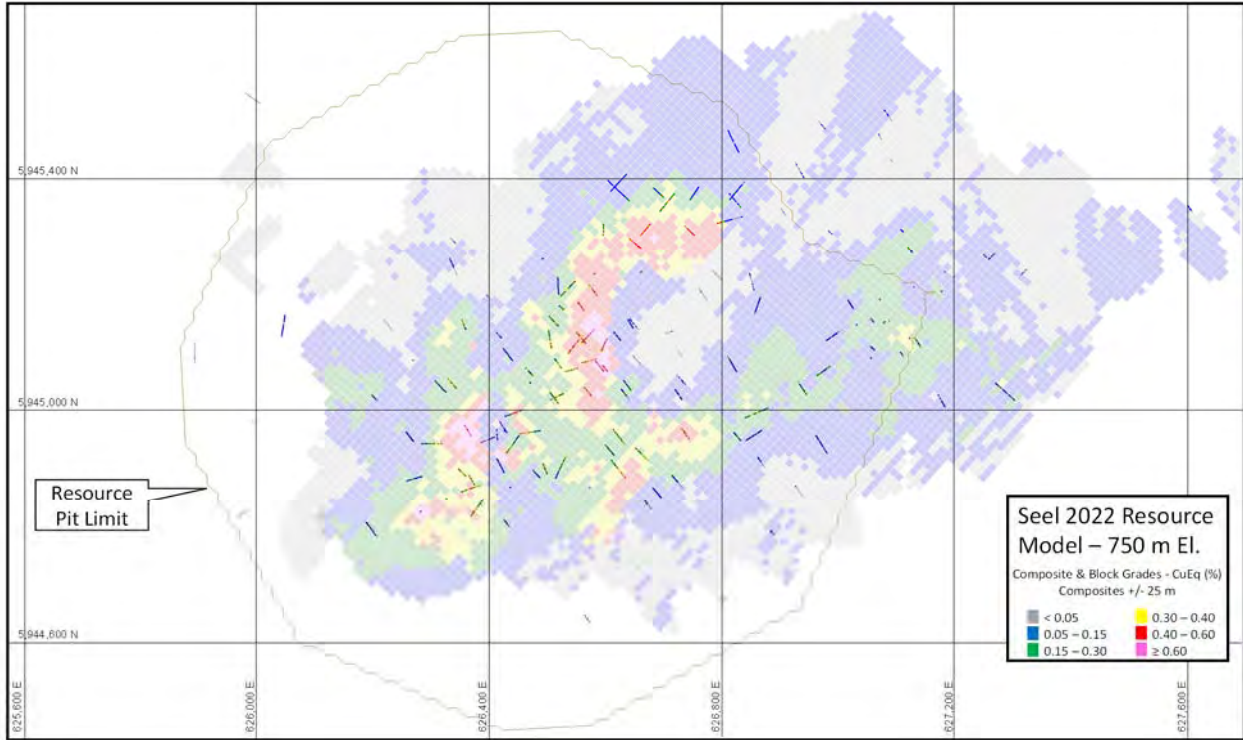 5,945,400 N
5,945,000 N
Resource
Pit Limit
5,944,600 N
Seel 2022 Resource
Model – 750 m El.
Composite & Block Grades - CuEq (%)
Composites +/- 25 m
< 0.05
0.30 – 0.40
0.05 – 0.15
0.40 – 0.60
0.15 – 0.30
≥ 0.60
625,600 E
626,000 E
626,400 E
626,800 E
627,200 E
627,600 E